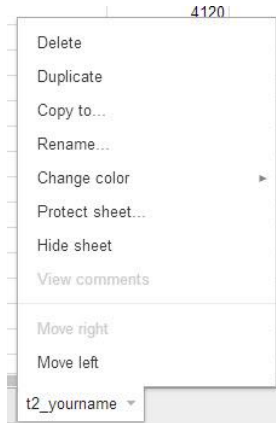 4120
Delete
Duplicate
Copy to...
Rename...
Change color
Protect sheet...
Hide sheet
View comments
Move right
Move left
t2_yourname